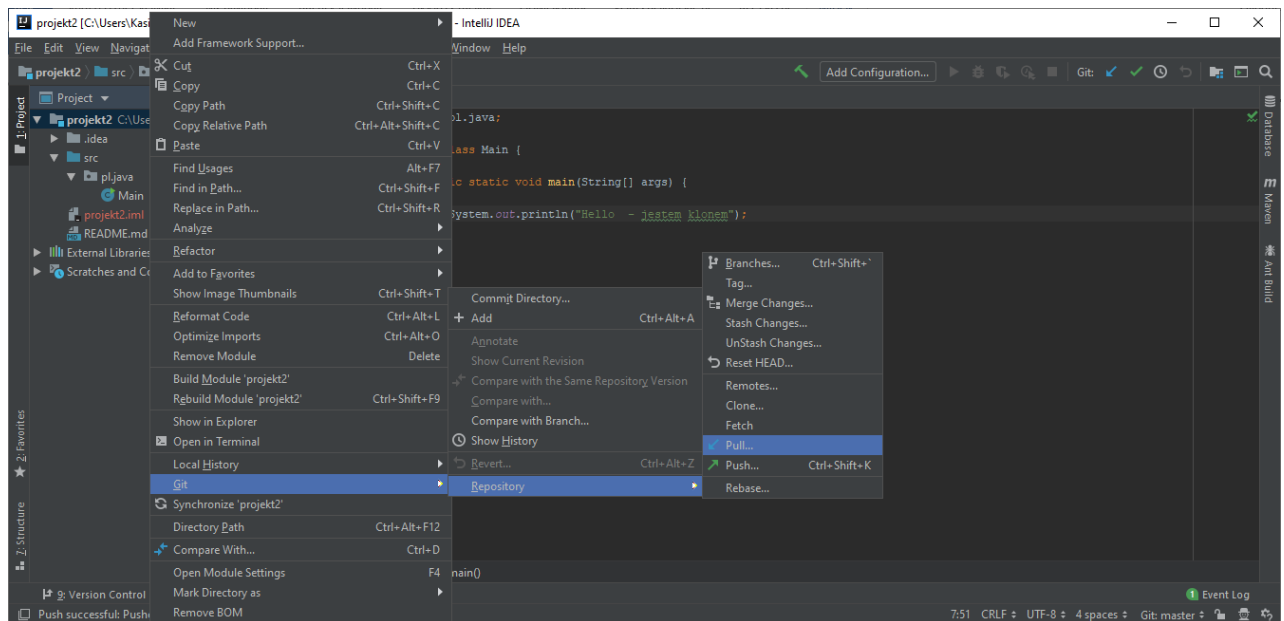 projekt2 [C:\Users\Kasi
- IntelliJ IDEA
File Edit View Navigat
Window Help
projekt2 src
Add Configuration...
Git:
Project
1: Project
projekt2 C:\Use
.idea
src
pl.java
Main
projekt2.iml
README.md
External Libraries
Scratches and Co
2: Favorites
7: Structure
New
Add Framework Support...
Cut Ctrl+X
Copy Ctrl+C
Copy Path Ctrl+Shift+C
Copy Relative Path Ctrl+Alt+Shift+C
Paste Ctrl+V
Find Usages Alt+F7
Find in Path... Ctrl+Shift+F
Replace in Path... Ctrl+Shift+R
Analyze
Refactor
Add to Favorites
Show Image Thumbnails Ctrl+Shift+T
Reformat Code Ctrl+Alt+L
Optimize Imports Ctrl+Alt+O
Remove Module Delete
Build Module 'projekt2'
Rebuild Module 'projekt2' Ctrl+Shift+F9
Show in Explorer
Open in Terminal
Local History
Git
Synchronize 'projekt2'
Directory Path Ctrl+Alt+F12
Compare With... Ctrl+D
Open Module Settings F4
Mark Directory as
Remove BOM
pl.java;
lass Main {
ic static void main(String[] args) {
System.out.println("Hello - jestem klonem");
Commit Directory...
Add Ctrl+Alt+A
Annotate
Show Current Revision
Compare with the Same Repository Version
Compare with...
Compare with Branch...
Show History
Revert... Ctrl+Alt+Z
Repository
Branches... Ctrl+Shift+`
Tag...
Merge Changes...
Stash Changes...
UnStash Changes...
Reset HEAD...
Remotes...
Clone...
Fetch
Pull...
Push... Ctrl+Shift+K
Rebase...
Database
m Maven
Ant Build
main()
9: Version Control
1 Event Log
Push successful: Push
7:51 CRLF UTF-8 4 spaces Git: master